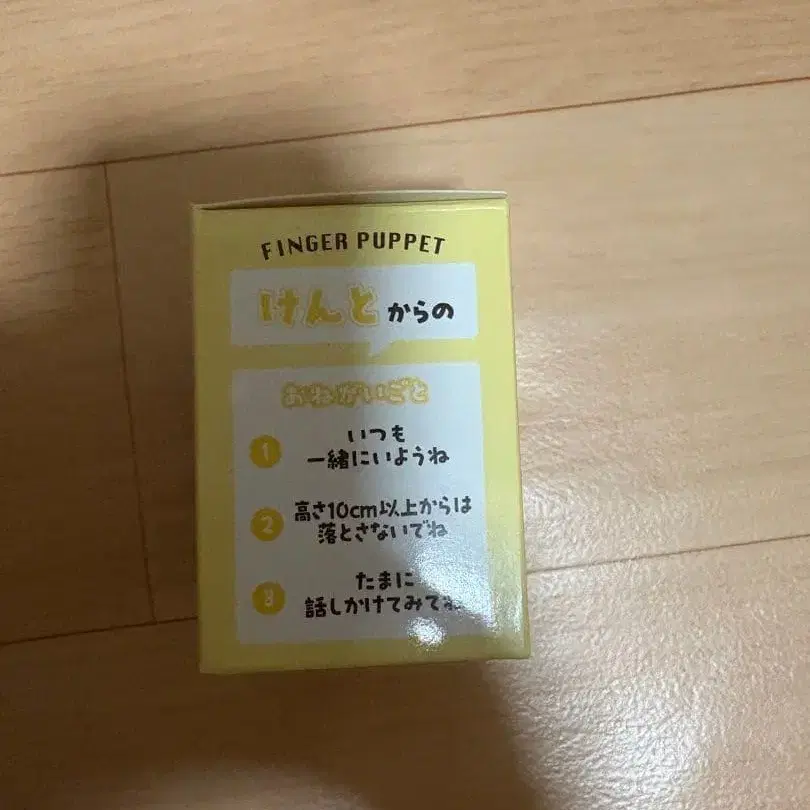 FINGER PUPPET
けんとからの
おねがいごと
1 いつも
一緒にいようね
2 高さ10cm以上からは
落とさないでね
3 たまに
話しかけてみてね